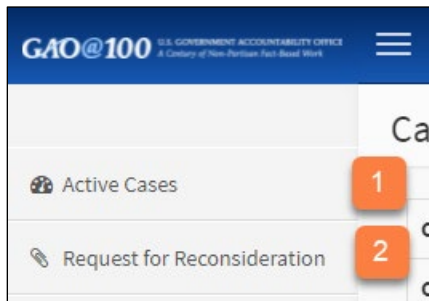 GAO@100 U.S. GOVERNMENT ACCOUNTABILITY OFFICE
A Century of Non-Partisan Fact-Based Work
Ca
Active Cases
1
Request for Reconsideration
2